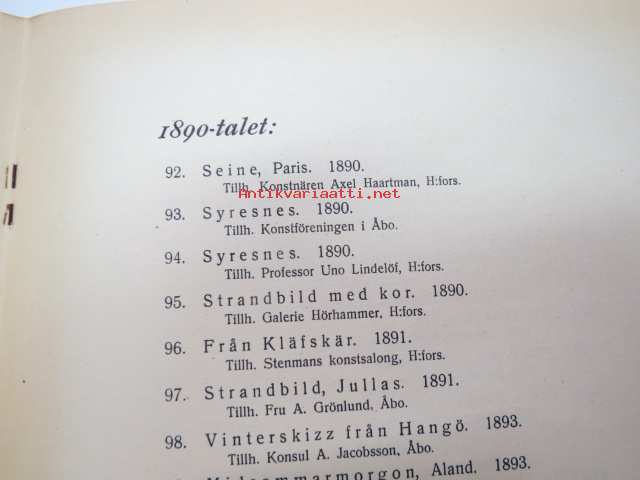 1890-talet:
92. Seine, Paris. 1890.
Tillh. Konstnären Axel Haartman, H:fors.
Antikvariaatti.net
93. Syresnes. 1890.
Tillh. Konstföreningen i Åbo.
94. Syresnes. 1890.
Tillh. Professor Uno Lindelöf, H:fors.
95. Strandbild med kor. 1890.
Tillh. Galerie Hörhammer, H:fors.
96. Från Kläfskär. 1891.
Tillh. Stenmans konstsalong, H:fors.
97. Strandbild, Jullas. 1891.
Tillh. Fru A. Grönlund, Åbo.
98. Vinterskizz från Hangö. 1893.
Tillh. Konsul A. Jacobsson, Åbo.
Midsommarmorgon, Åland. 1893.